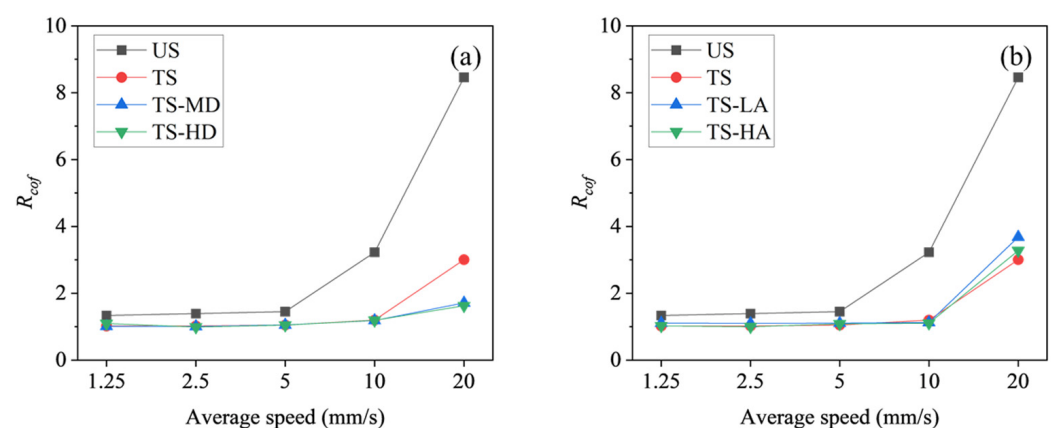 10
8
6
4
2
0
R_cof
US
TS
TS-MD
TS-HD
(a)
1.25 2.5 5 10 20
Average speed (mm/s)
10
8
6
4
2
0
R_cof
US
TS
TS-LA
TS-HA
(b)
1.25 2.5 5 10 20
Average speed (mm/s)